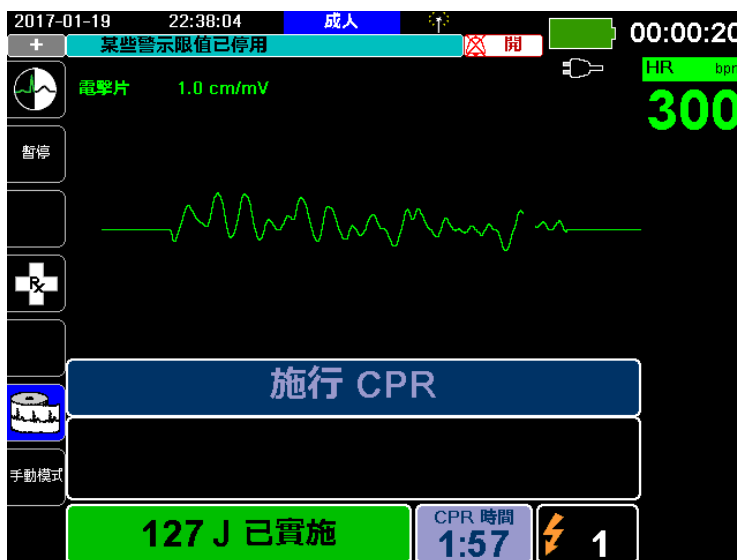 2017-01-19 22:38:04 成人 00:00:20
+ 某些警示限值已停用 開
HR bpm
300
電擊片 1.0 cm/mV
暫停
Rx
施行 CPR
手動模式
127 J 已實施
CPR 時間
1:57
1